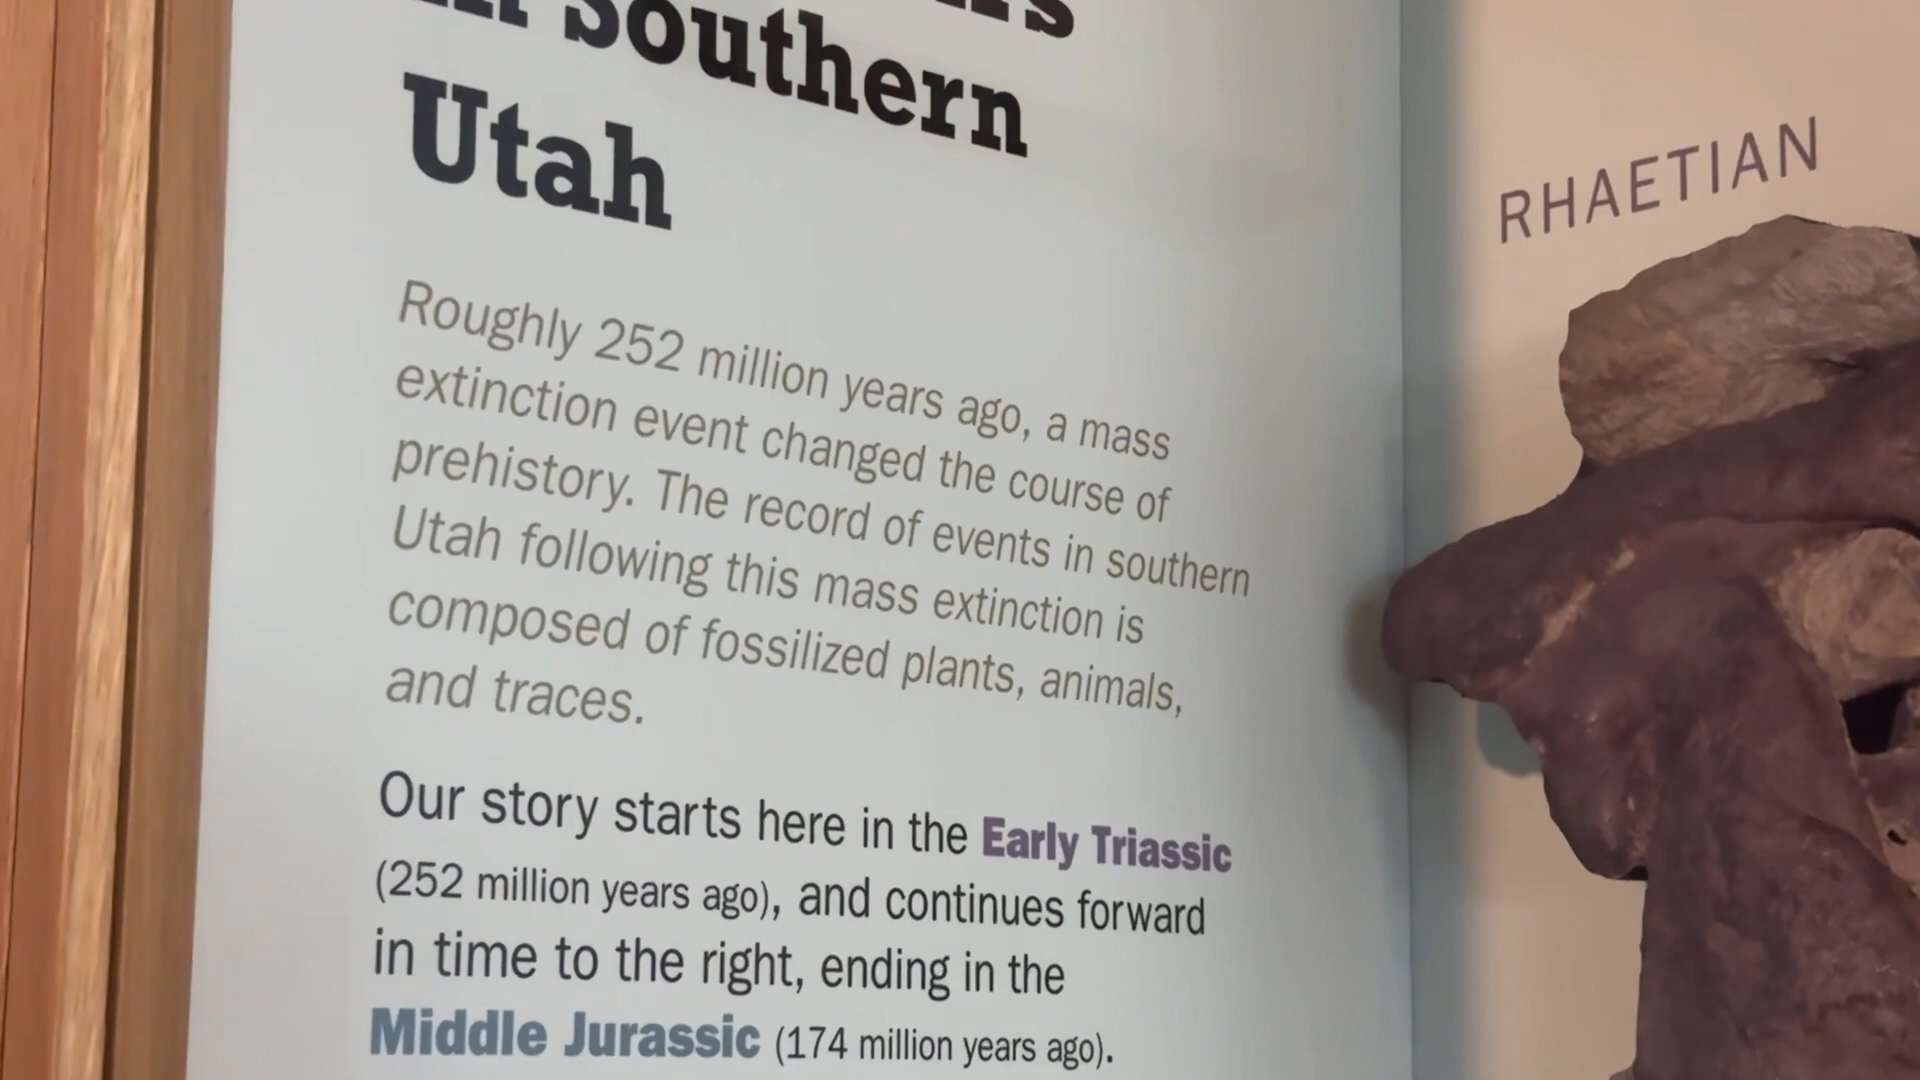 in Southern
Utah
Roughly 252 million years ago, a mass
extinction event changed the course of
prehistory. The record of events in southern
Utah following this mass extinction is
composed of fossilized plants, animals,
and traces.
Our story starts here in the Early Triassic
(252 million years ago), and continues forward
in time to the right, ending in the
Middle Jurassic (174 million years ago).
RHAETIAN